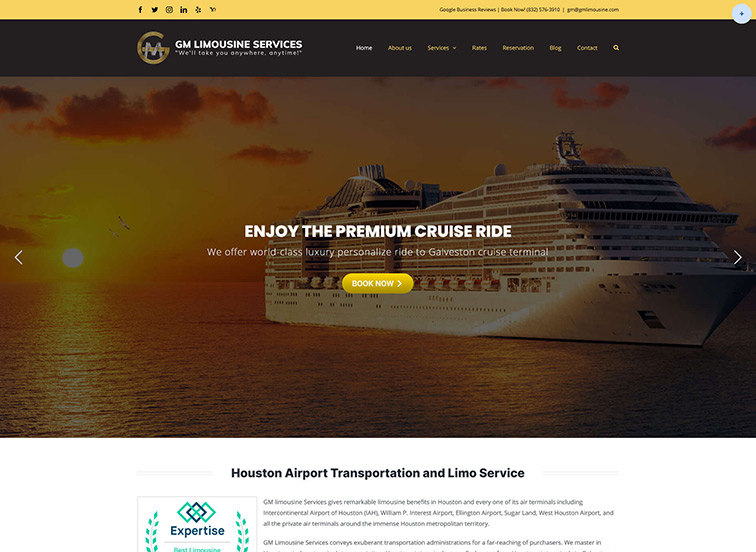 Google Business Reviews | Book Now! (832) 576-3910 | gm@gmlimousine.com
GM LIMOUSINE SERVICES
"We'll take you anywhere, anytime!"
Home About us Services Rates Reservation Blog Contact
ENJOY THE PREMIUM CRUISE RIDE
We offer world-class luxury personalize ride to Galveston cruise terminal
BOOK NOW
Houston Airport Transportation and Limo Service
Expertise
Best Limousine
GM limousine Services gives remarkable limousine benefits in Houston and every one of its air terminals including
Intercontinental Airport of Houston (IAH), William P. Interest Airport, Ellington Airport, Sugar Land, West Houston Airport, and
all the private air terminals around the immense Houston metropolitan territory.
GM Limousine Services conveys exuberant transportation administrations for a far-reaching of purchasers. We master in